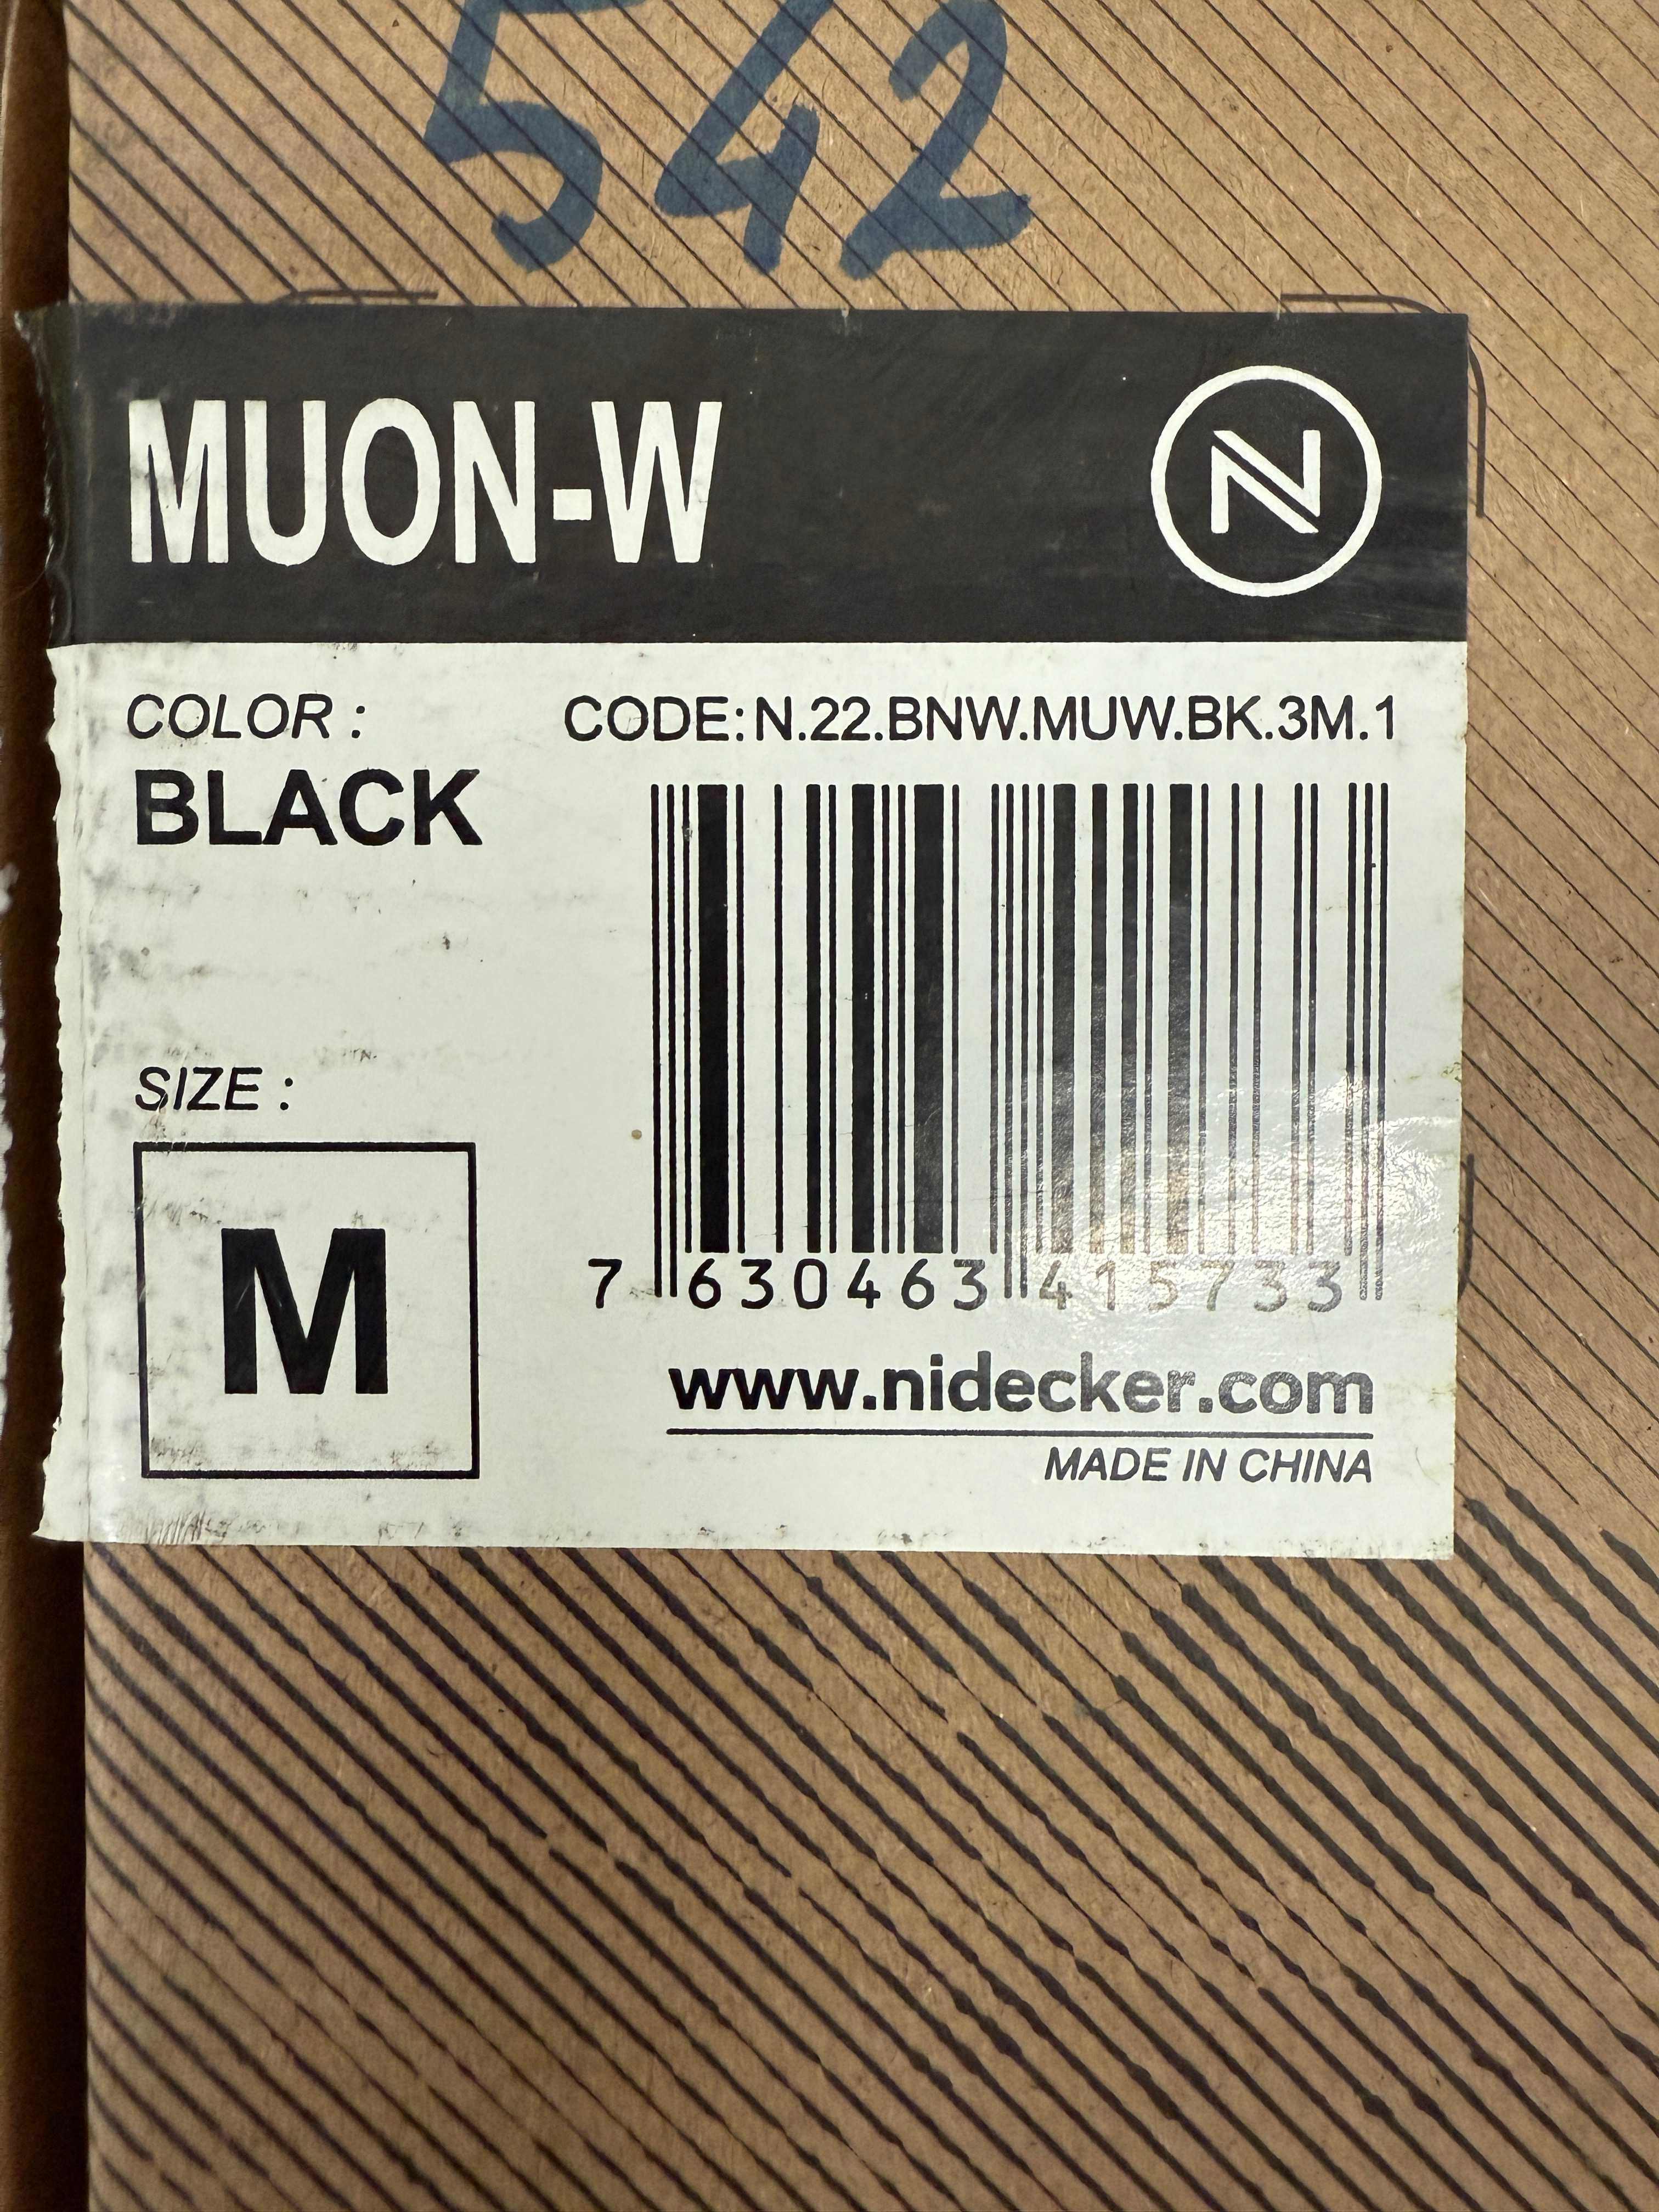 542
MUON-W
N
COLOR :
CODE: N.22.BNW.MUW.BK.3M.1
BLACK
SIZE :
M
7 630463 415733
www.nidecker.com
MADE IN CHINA